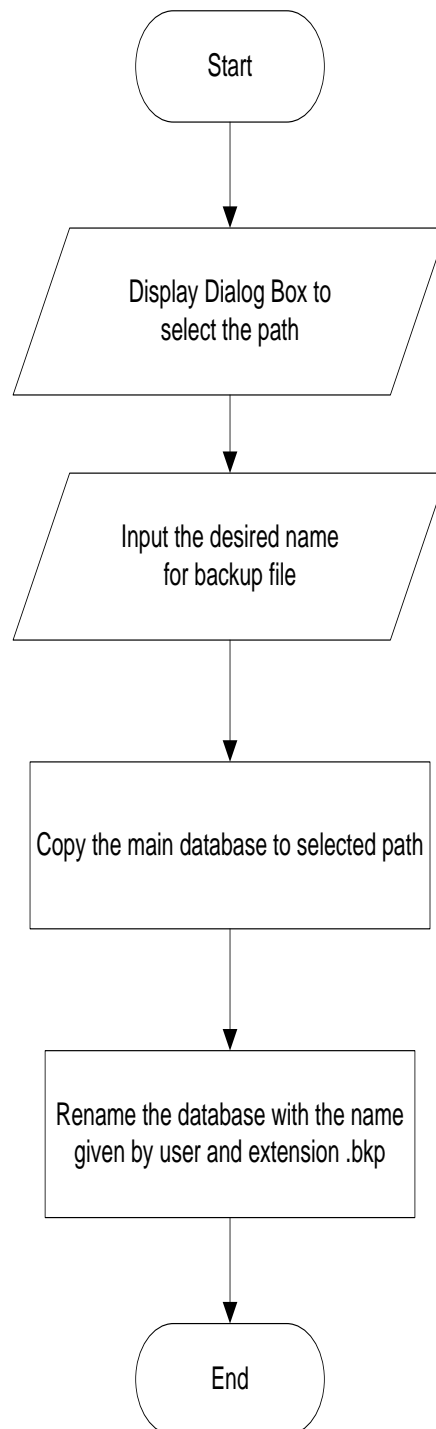 Start
Display Dialog Box to
select the path
Input the desired name
for backup file
Copy the main database to selected path
Rename the database with the name
given by user and extension .bkp
End